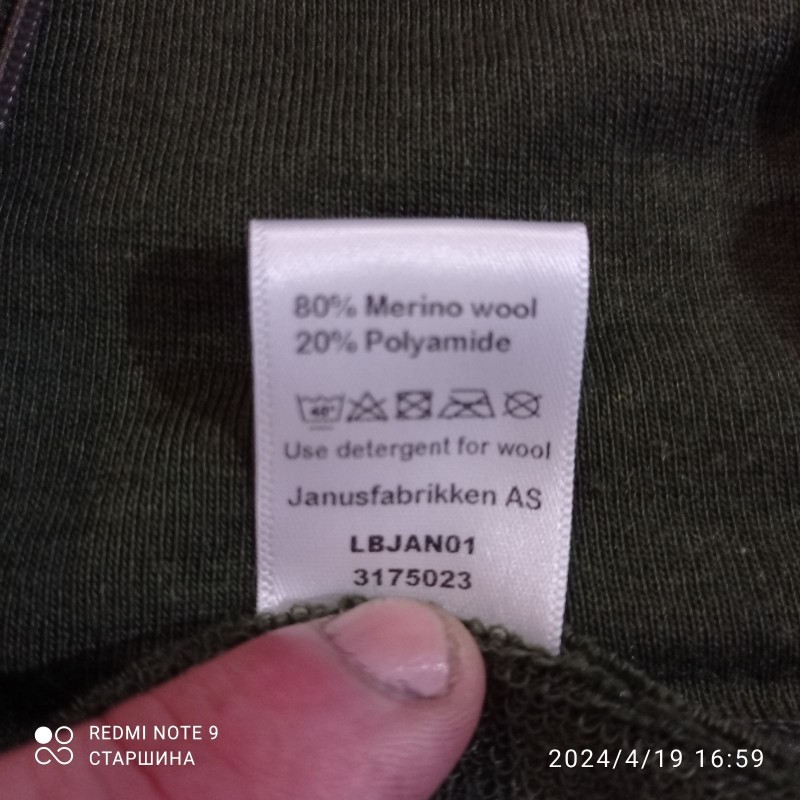 80% Merino wool
20% Polyamide
40°
Use detergent for wool
Janusfabrikken AS
LBJAN01
3175023
REDMI NOTE 9
СТАРШИНА
2024/4/19 16:59